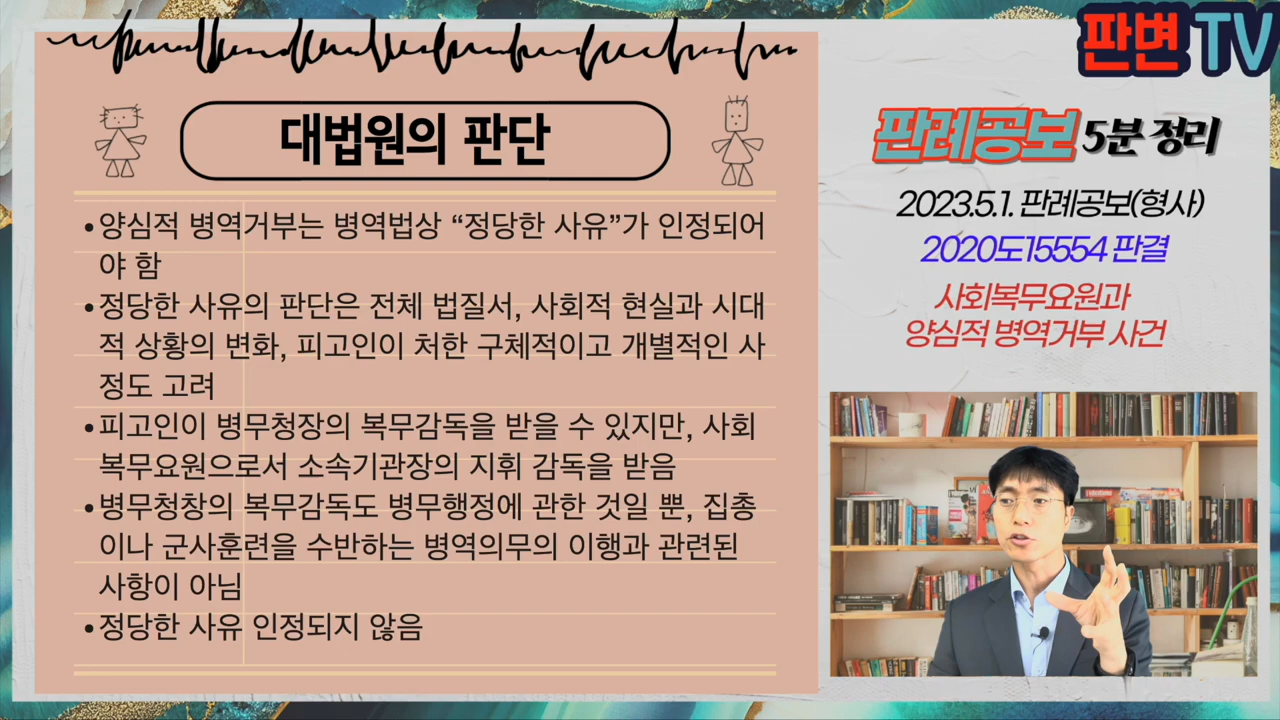 판변 TV
대법원의 판단
•양심적 병역거부는 병역법상 “정당한 사유”가 인정되어
야 함
•정당한 사유의 판단은 전체 법질서, 사회적 현실과 시대
적 상황의 변화, 피고인이 처한 구체적이고 개별적인 사
정도 고려
•피고인이 병무청장의 복무감독을 받을 수 있지만, 사회
복무요원으로서 소속기관장의 지휘 감독을 받음
•병무청창의 복무감독도 병무행정에 관한 것일 뿐, 집총
이나 군사훈련을 수반하는 병역의무의 이행과 관련된
사항이 아님
•정당한 사유 인정되지 않음
판례공보 5분 정리
2023.5.1. 판례공보(형사)
2020도15554 판결
사회복무요원과
양심적 병역거부 사건